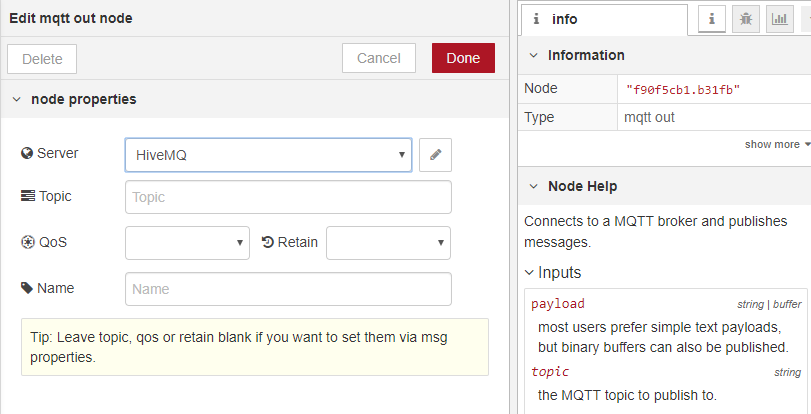 Edit mqtt out node
Delete
Cancel
Done
node properties
Server
HiveMQ
Topic
Topic
QoS
Retain
Name
Name
Tip: Leave topic, qos or retain blank if you want to set them via msg
properties.
info
Information
Node
"f90f5cb1.b31fb"
Type
mqtt out
show more
Node Help
Connects to a MQTT broker and publishes
messages.
Inputs
payload
string | buffer
most users prefer simple text payloads,
but binary buffers can also be published.
topic
string
the MQTT topic to publish to.